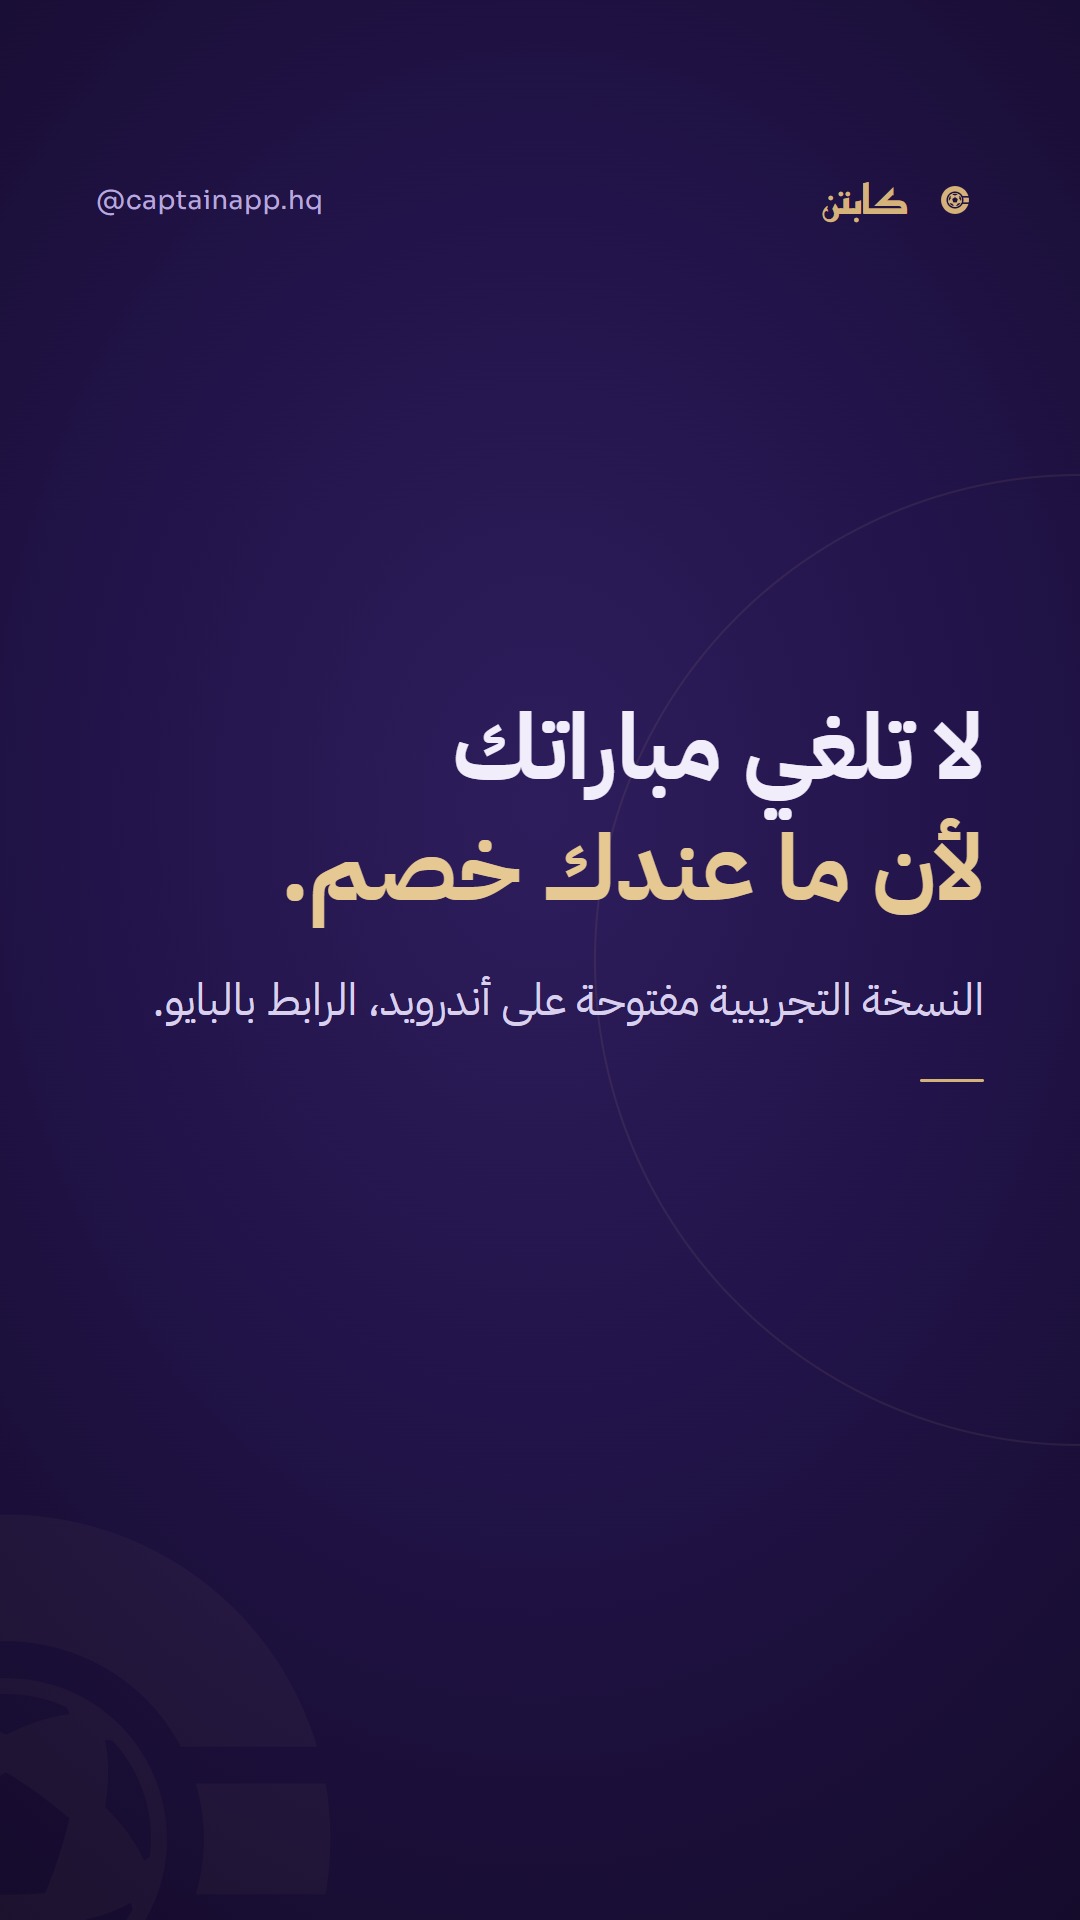 كابتن
@captainapp.hq
لا تلغي مباراتك
لأن ما عندك خصم.
النسخة التجريبية مفتوحة على أندرويد، الرابط بالبايو.